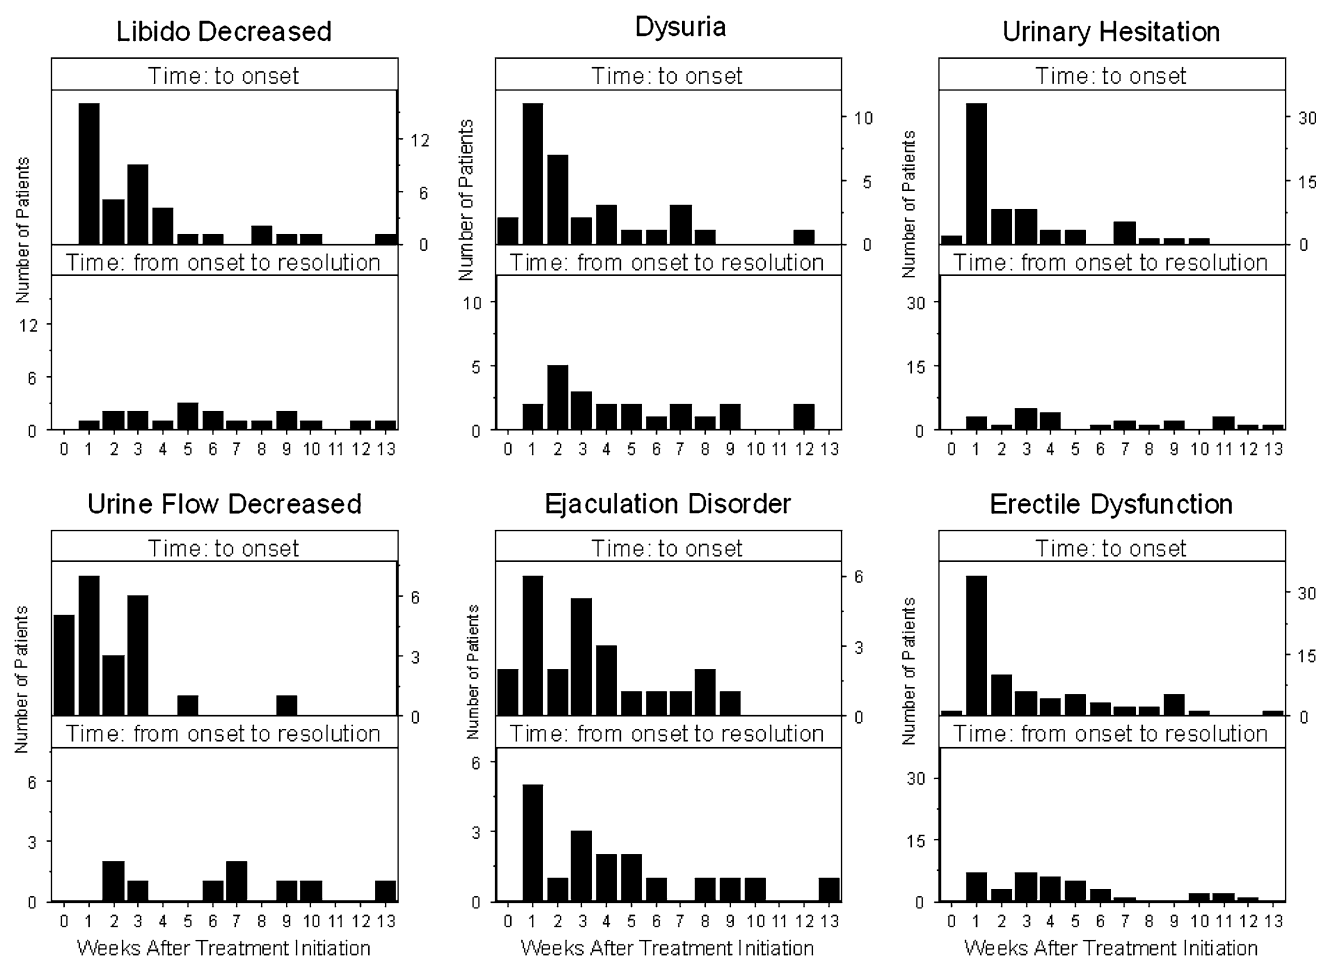 Libido Decreased
Time: to onset
12
6
0
Number of Patients
Time: from onset to resolution
12
6
0
0 1 2 3 4 5 6 7 8 9 10 11 12 13
Dysuria
Time: to onset
10
5
0
Number of Patients
Time: from onset to resolution
10
5
0
0 1 2 3 4 5 6 7 8 9 10 11 12 13
Urinary Hesitation
Time: to onset
30
15
0
Number of Patients
Time: from onset to resolution
30
15
0
0 1 2 3 4 5 6 7 8 9 10 11 12 13
Urine Flow Decreased
Time: to onset
6
3
0
Number of Patients
Time: from onset to resolution
6
3
0
0 1 2 3 4 5 6 7 8 9 10 11 12 13
Weeks After Treatment Initiation
Ejaculation Disorder
Time: to onset
6
3
0
Number of Patients
Time: from onset to resolution
6
3
0
0 1 2 3 4 5 6 7 8 9 10 11 12 13
Weeks After Treatment Initiation
Erectile Dysfunction
Time: to onset
30
15
0
Number of Patients
Time: from onset to resolution
30
15
0
0 1 2 3 4 5 6 7 8 9 10 11 12 13
Weeks After Treatment Initiation